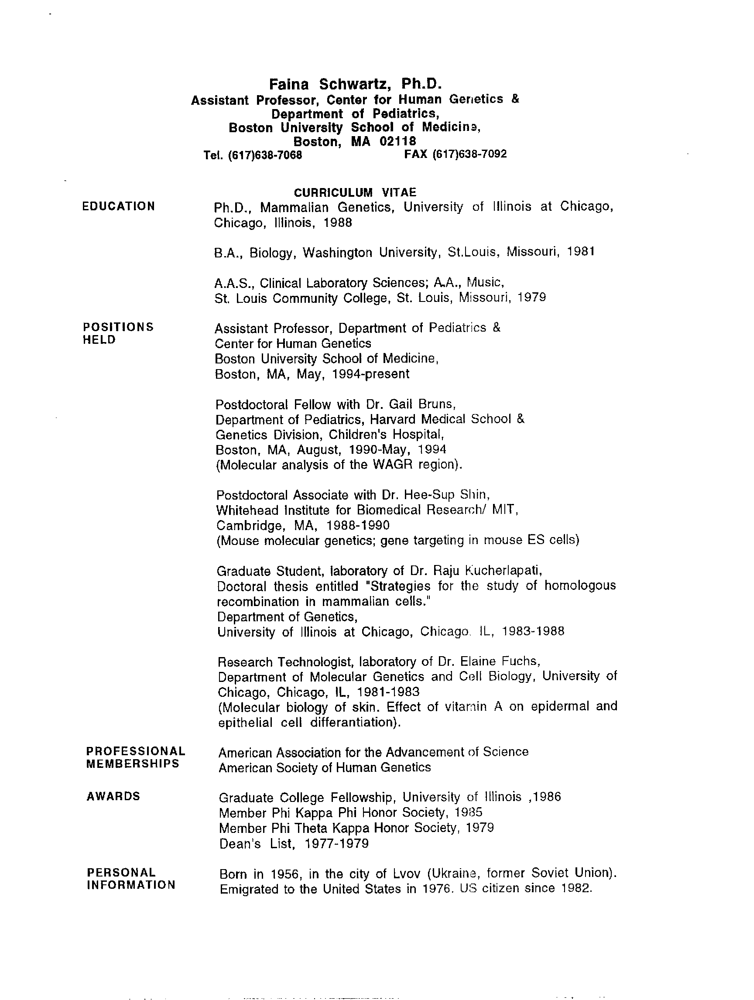 Faina Schwartz, Ph.D.
Assistant Professor, Center for Human Genetics &
Department of Pediatrics,
Boston University School of Medicine,
Boston, MA 02118
Tel. (617)638-7068 FAX (617)638-7092
CURRICULUM VITAE
EDUCATION Ph.D., Mammalian Genetics, University of Illinois at Chicago,
Chicago, Illinois, 1988
B.A., Biology, Washington University, St.Louis, Missouri, 1981
A.A.S., Clinical Laboratory Sciences; A.A., Music,
St. Louis Community College, St. Louis, Missouri, 1979
POSITIONS HELD Assistant Professor, Department of Pediatrics &
Center for Human Genetics
Boston University School of Medicine,
Boston, MA, May, 1994-present
Postdoctoral Fellow with Dr. Gail Bruns,
Department of Pediatrics, Harvard Medical School &
Genetics Division, Children's Hospital,
Boston, MA, August, 1990-May, 1994
(Molecular analysis of the WAGR region).
Postdoctoral Associate with Dr. Hee-Sup Shin,
Whitehead Institute for Biomedical Research/ MIT,
Cambridge, MA, 1988-1990
(Mouse molecular genetics; gene targeting in mouse ES cells)
Graduate Student, laboratory of Dr. Raju Kucherlapati,
Doctoral thesis entitled "Strategies for the study of homologous
recombination in mammalian cells."
Department of Genetics,
University of Illinois at Chicago, Chicago. IL, 1983-1988
Research Technologist, laboratory of Dr. Elaine Fuchs,
Department of Molecular Genetics and Cell Biology, University of
Chicago, Chicago, IL, 1981-1983
(Molecular biology of skin. Effect of vitamin A on epidermal and
epithelial cell differantiation).
PROFESSIONAL MEMBERSHIPS American Association for the Advancement of Science
American Society of Human Genetics
AWARDS Graduate College Fellowship, University of Illinois ,1986
Member Phi Kappa Phi Honor Society, 1985
Member Phi Theta Kappa Honor Society, 1979
Dean's List, 1977-1979
PERSONAL INFORMATION Born in 1956, in the city of Lvov (Ukraine, former Soviet Union).
Emigrated to the United States in 1976. US citizen since 1982.